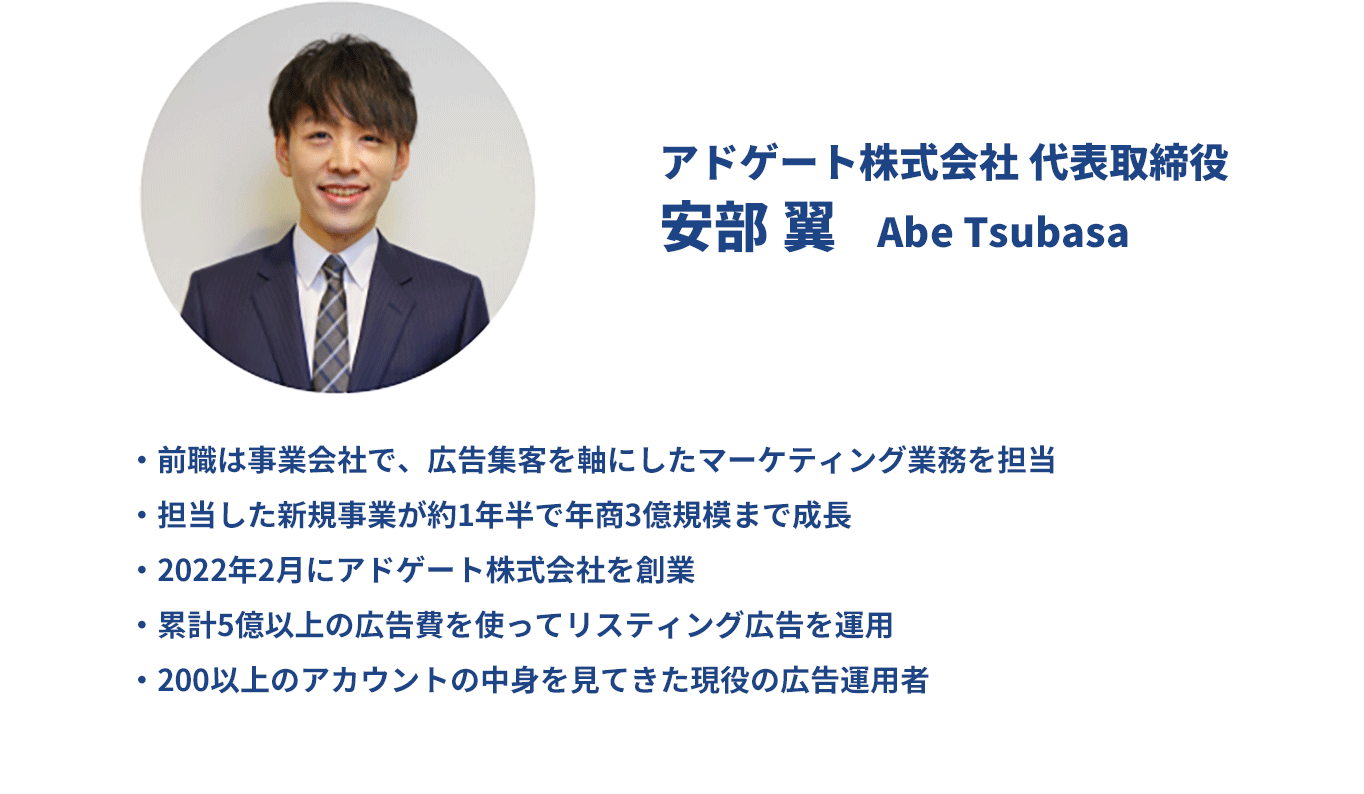 アドゲート株式会社 代表取締役
安部 翼 Abe Tsubasa
・前職は事業会社で、広告集客を軸にしたマーケティング業務を担当
・担当した新規事業が約1年半で年商3億規模まで成長
・2022年2月にアドゲート株式会社を創業
・累計5億以上の広告費を使ってリスティング広告を運用
・200以上のアカウントの中身を見てきた現役の広告運用者